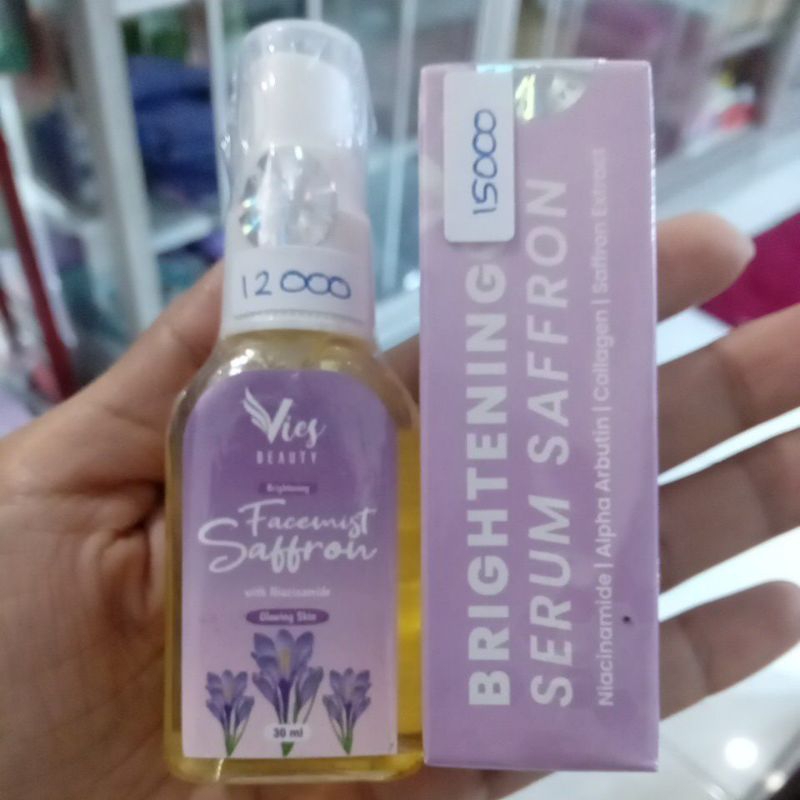 12000
Vies
BEAUTY
Brightening
Facemist
Saffron
with Niacinamide
Glowing Skin
30 ml
15000
BRIGHTENING
SERUM SAFFRON
Niacinamide | Alpha Arbutin | Collagen | Saffron Extract